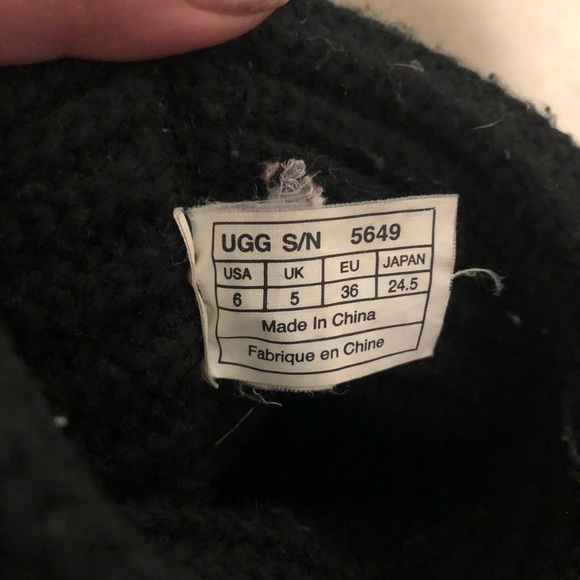 UGG S/N 5649
USA UK EU JAPAN
6 5 36 24.5
Made In China
Fabrique en Chine